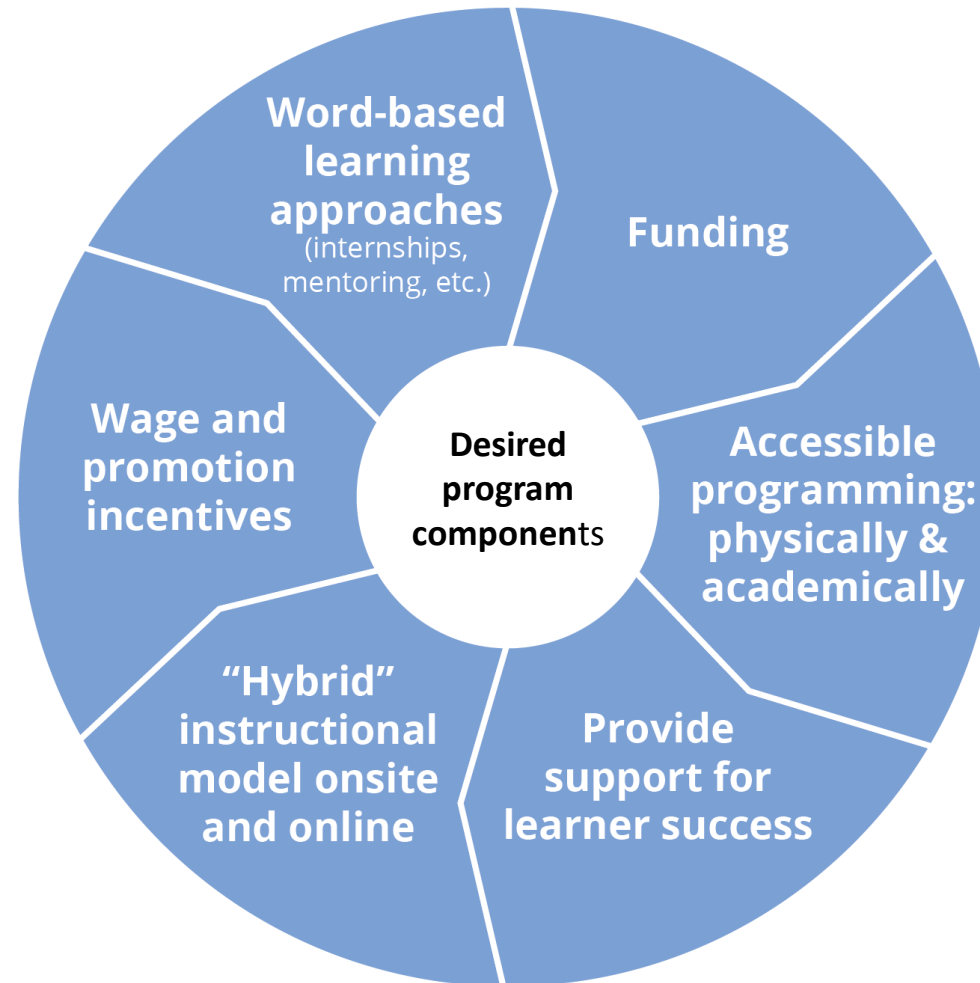 Word-based
learning
approaches
(internships,
mentoring, etc.)
Funding
Accessible
programming:
physically &
academically
Provide
support for
learner success
“Hybrid”
instructional
model onsite
and online
Wage and
promotion
incentives
Desired
program
components